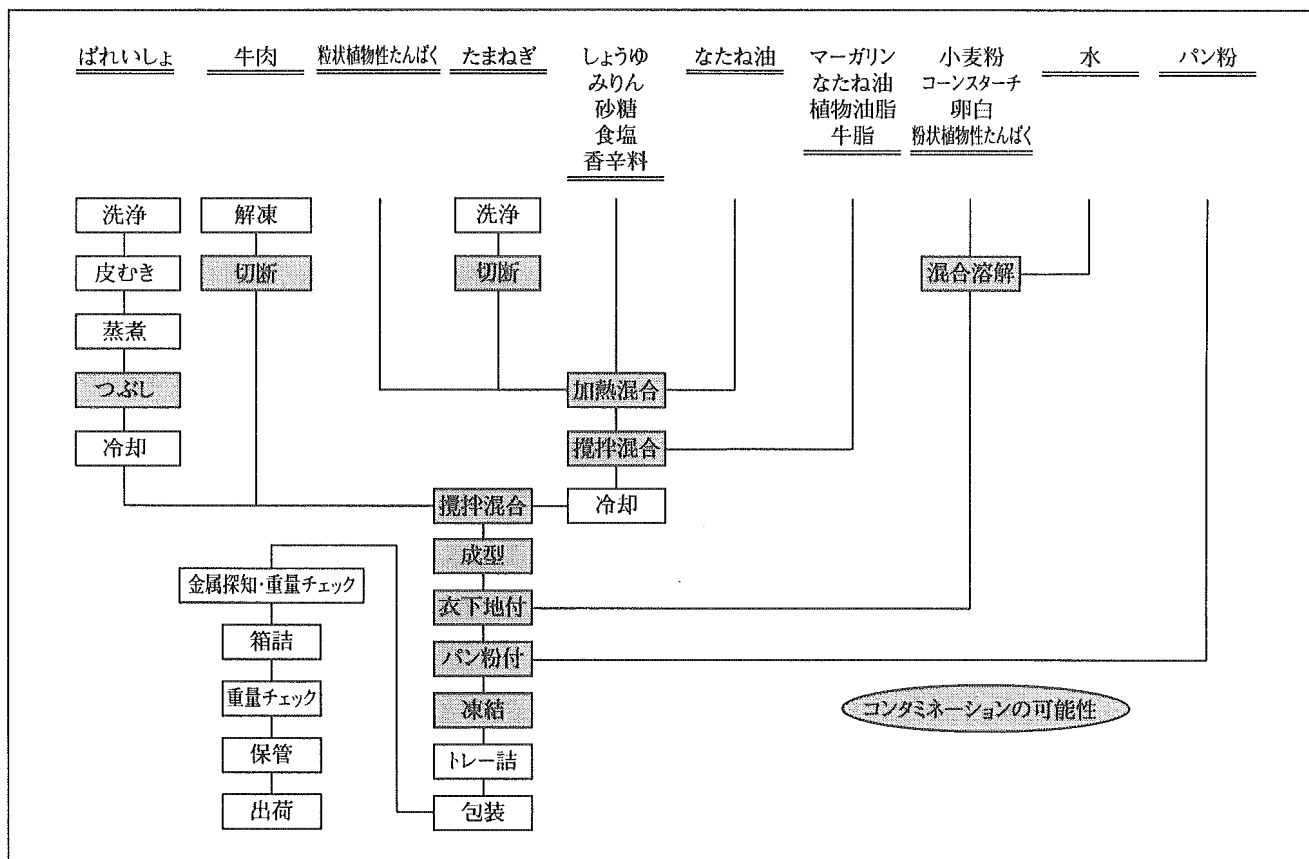 ばれいしょ
牛肉
粒状植物性たんぱく
たまねぎ
しょうゆ
みりん
砂糖
食塩
香辛料
なたね油
マーガリン
なたね油
植物油脂
牛脂
小麦粉
コーンスターチ
卵白
粉状植物性たんぱく
水
パン粉
洗浄
解凍
洗浄
皮むき
切断
切断
混合溶解
蒸煮
つぶし
加熱混合
冷却
攪拌混合
攪拌混合
冷却
成型
金属探知・重量チェック
衣下地付
箱詰
パン粉付
重量チェック
凍結
コンタミネーションの可能性
保管
トレー詰
出荷
包装